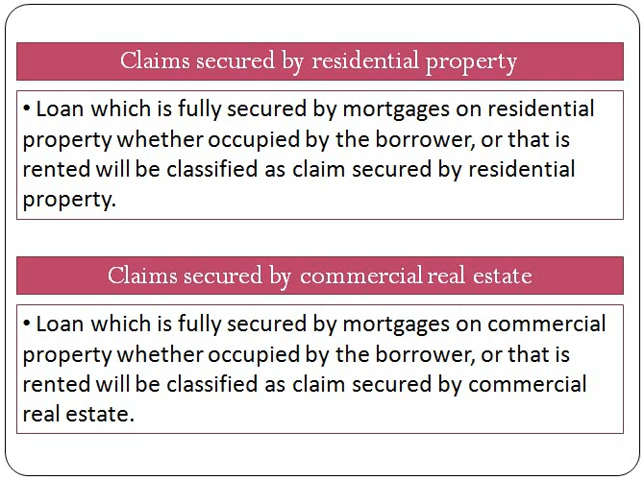 Claims secured by residential property
• Loan which is fully secured by mortgages on residential
property whether occupied by the borrower, or that is
rented will be classified as claim secured by residential
property.
Claims secured by commercial real estate
• Loan which is fully secured by mortgages on commercial
property whether occupied by the borrower, or that is
rented will be classified as claim secured by commercial
real estate.